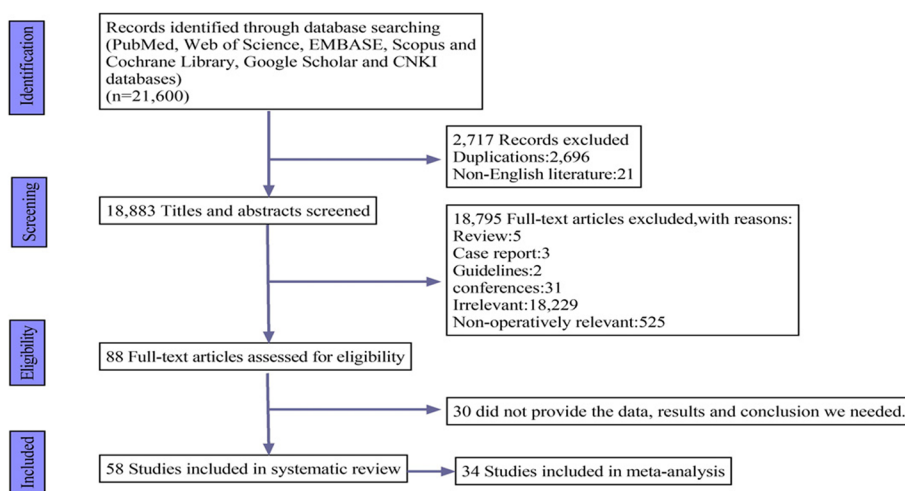 Identification
Records identified through database searching
(PubMed, Web of Science, EMBASE, Scopus and
Cochrane Library, Google Scholar and CNKI
databases)
(n=21,600)
2,717 Records excluded
Duplications:2,696
Non-English literature:21
Screening
18,883 Titles and abstracts screened
18,795 Full-text articles excluded,with reasons:
Review:5
Case report:3
Guidelines:2
conferences:31
Irrelevant:18,229
Non-operatively relevant:525
Eligibility
88 Full-text articles assessed for eligibility
30 did not provide the data, results and conclusion we needed.
Included
58 Studies included in systematic review
34 Studies included in meta-analysis